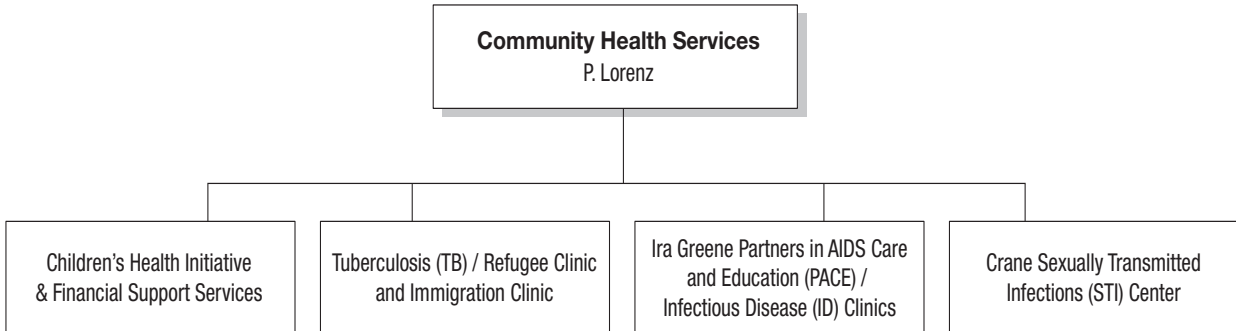 Community Health Services
P. Lorenz
Children’s Health Initiative
& Financial Support Services
Tuberculosis (TB) / Refugee Clinic
and Immigration Clinic
Ira Greene Partners in AIDS Care
and Education (PACE) /
Infectious Disease (ID) Clinics
Crane Sexually Transmitted
Infections (STI) Center